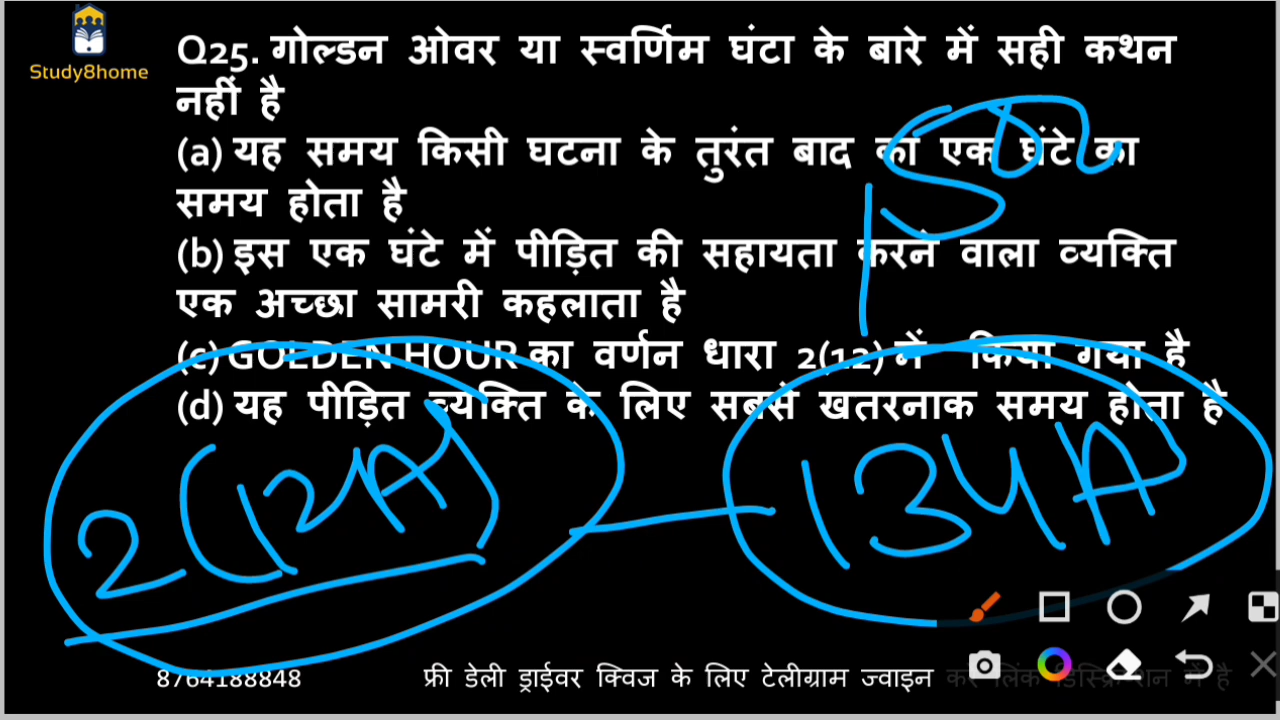 Study8home
Q25. गोल्डन ओवर या स्वर्णिम घंटा के बारे में सही कथन
नहीं है
(a) यह समय किसी घटना के तुरंत बाद का एक घंटे का
समय होता है
(b) इस एक घंटे में पीड़ित की सहायता करने वाला व्यक्ति
एक अच्छा सामरी कहलाता है
(c) GOLDEN HOUR का वर्णन धारा 2(12) में किया गया है
(d) यह पीड़ित व्यक्ति के लिए सबसे खतरनाक समय होता है
2(12A) 134A
8764188848 फ्री डेली ड्राईवर क्विज के लिए टेलीग्राम ज्वाइन करे लिंक डिस्क्रिप्शन में है